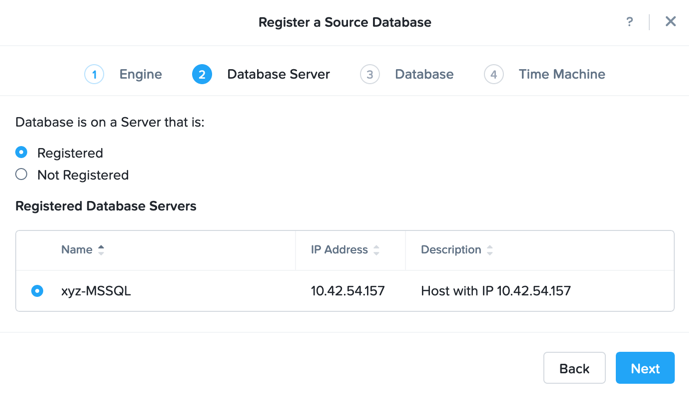 Register a Source Database ?
1 Engine 2 Database Server 3 Database 4 Time Machine
Database is on a Server that is:
Registered
Not Registered
Registered Database Servers
Name IP Address Description
xyz-MSSQL 10.42.54.157 Host with IP 10.42.54.157
Back Next